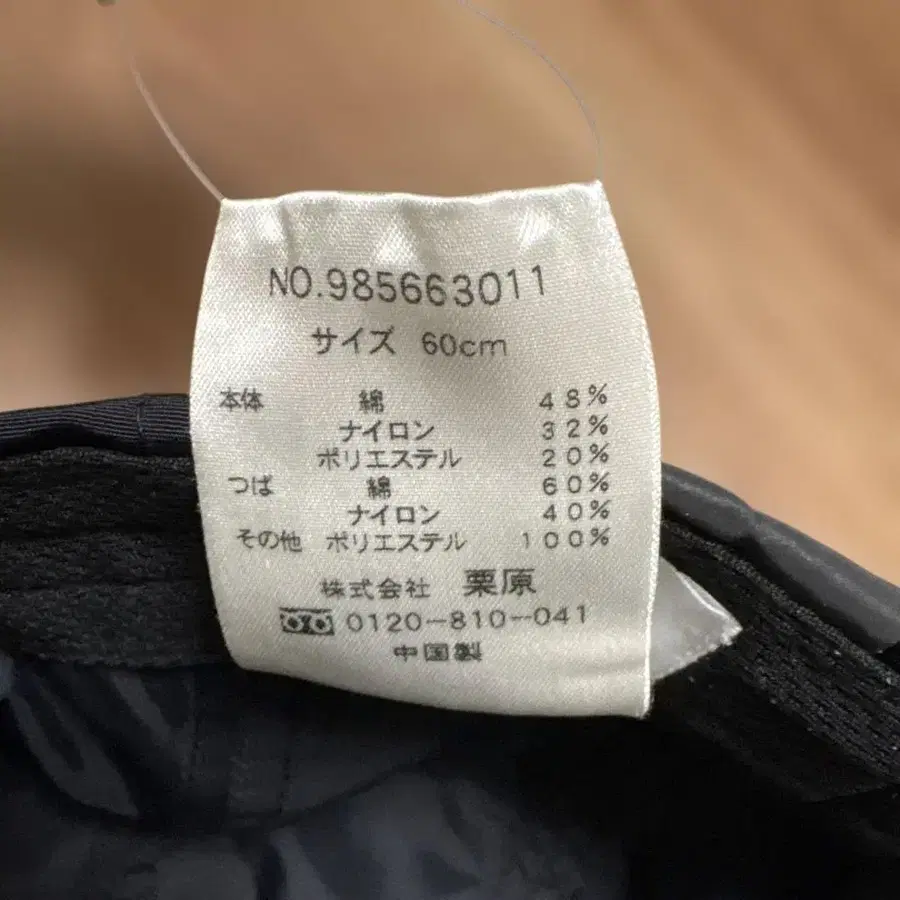 NO.985663011
サイズ 60cm
本体 綿 48%
ナイロン 32%
ポリエステル 20%
つば 綿 60%
ナイロン 40%
その他 ポリエステル 100%
株式会社 栗原
0120-810-041
中国製